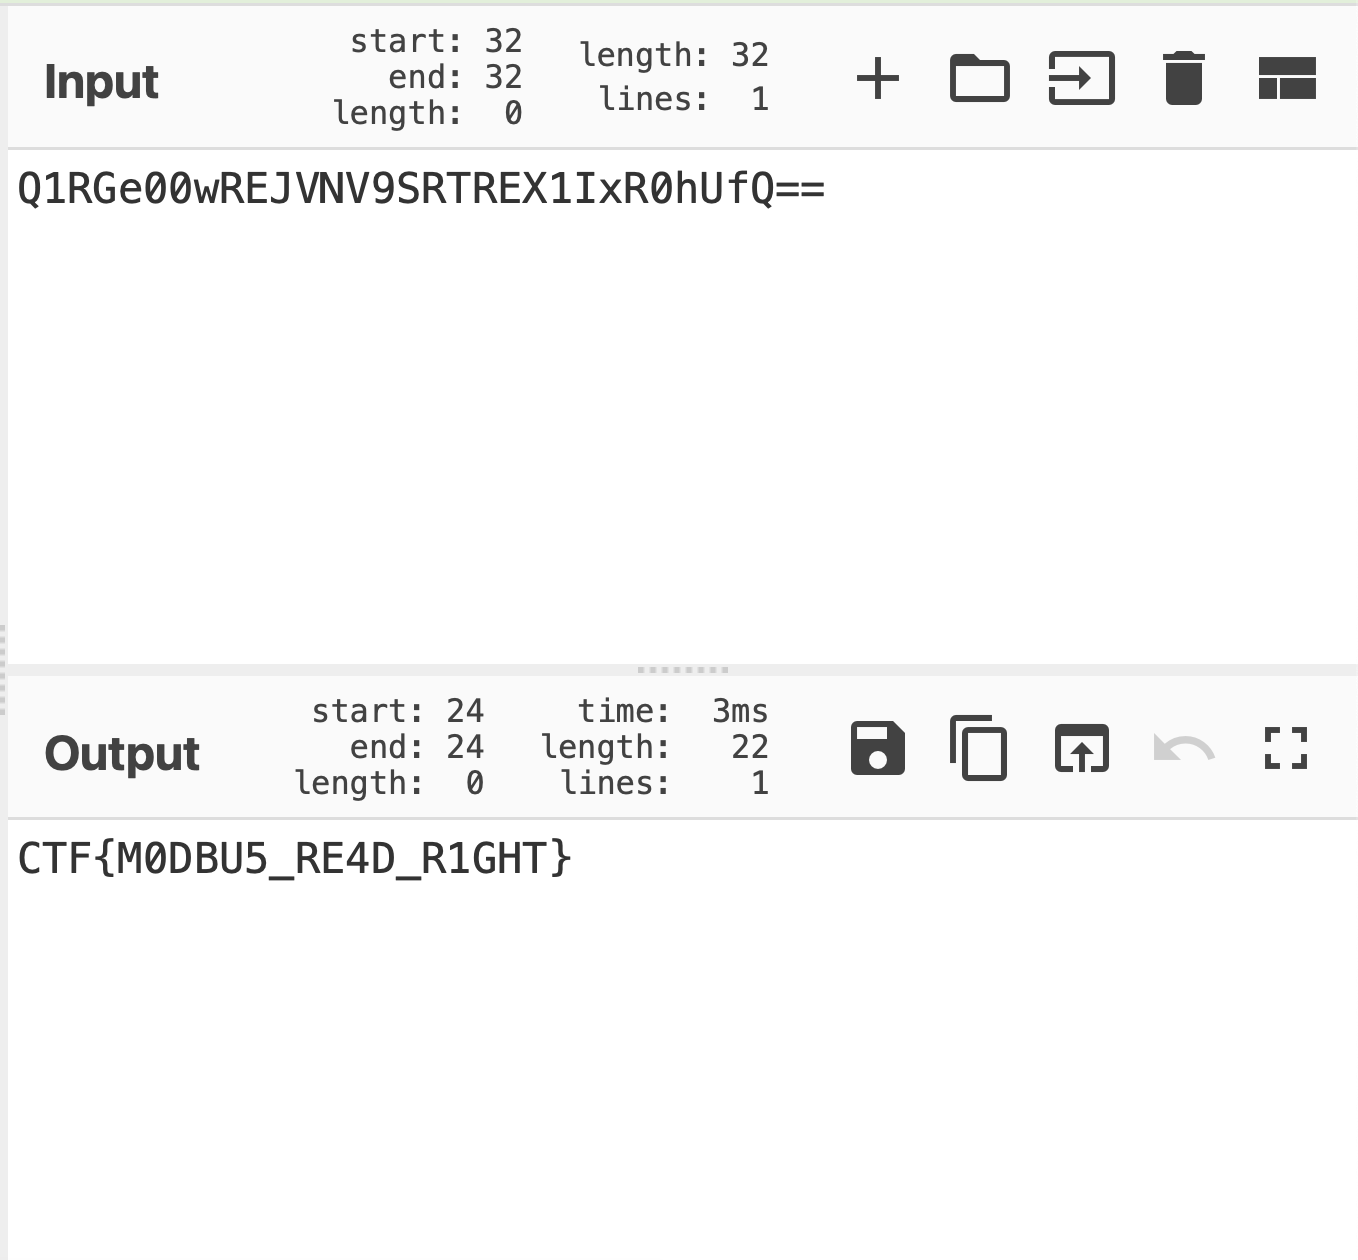 Input
start: 32
end: 32
length: 0
length: 32
lines: 1
Q1RGe00wREJVNV9SRTREX1IxR0hUfQ==
Output
start: 24
end: 24
length: 0
time: 3ms
length: 22
lines: 1
CTF{M0DBU5_RE4D_R1GHT}